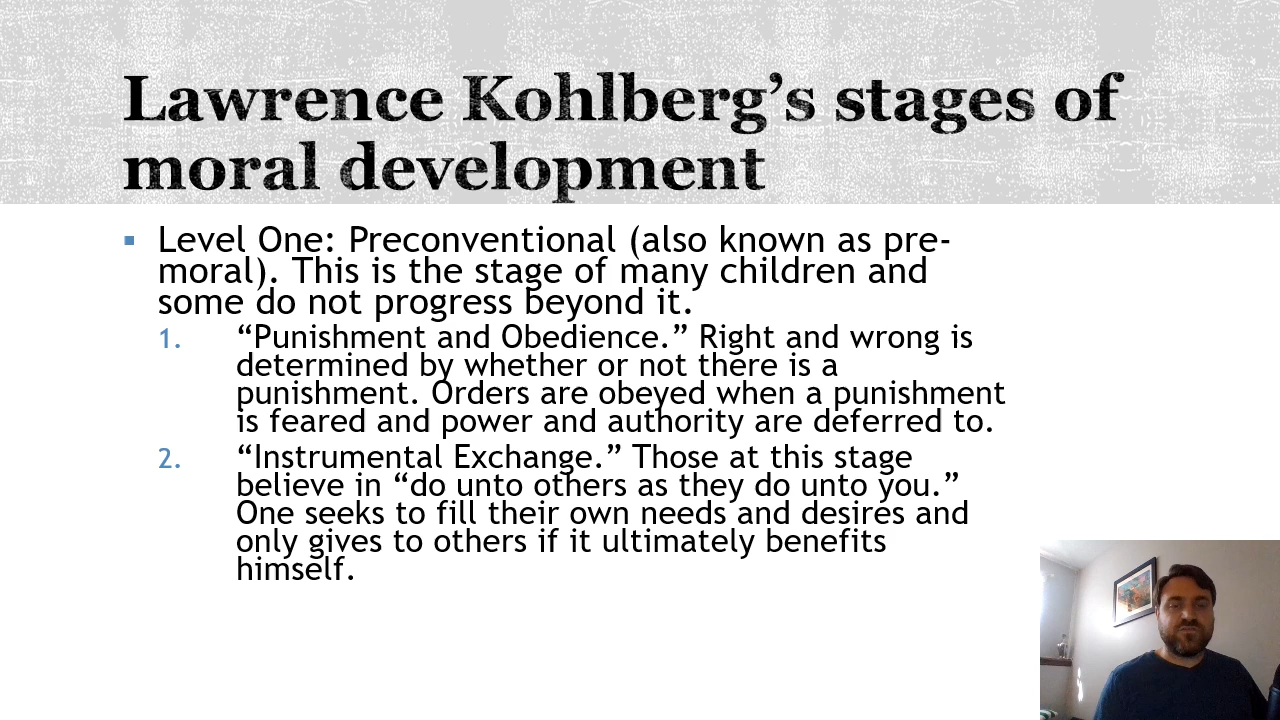 Lawrence Kohlberg’s stages of
moral development
▪ Level One: Preconventional (also known as pre-
moral). This is the stage of many children and
some do not progress beyond it.
1. “Punishment and Obedience.” Right and wrong is
determined by whether or not there is a
punishment. Orders are obeyed when a punishment
is feared and power and authority are deferred to.
2. “Instrumental Exchange.” Those at this stage
believe in “do unto others as they do unto you.”
One seeks to fill their own needs and desires and
only gives to others if it ultimately benefits
himself.